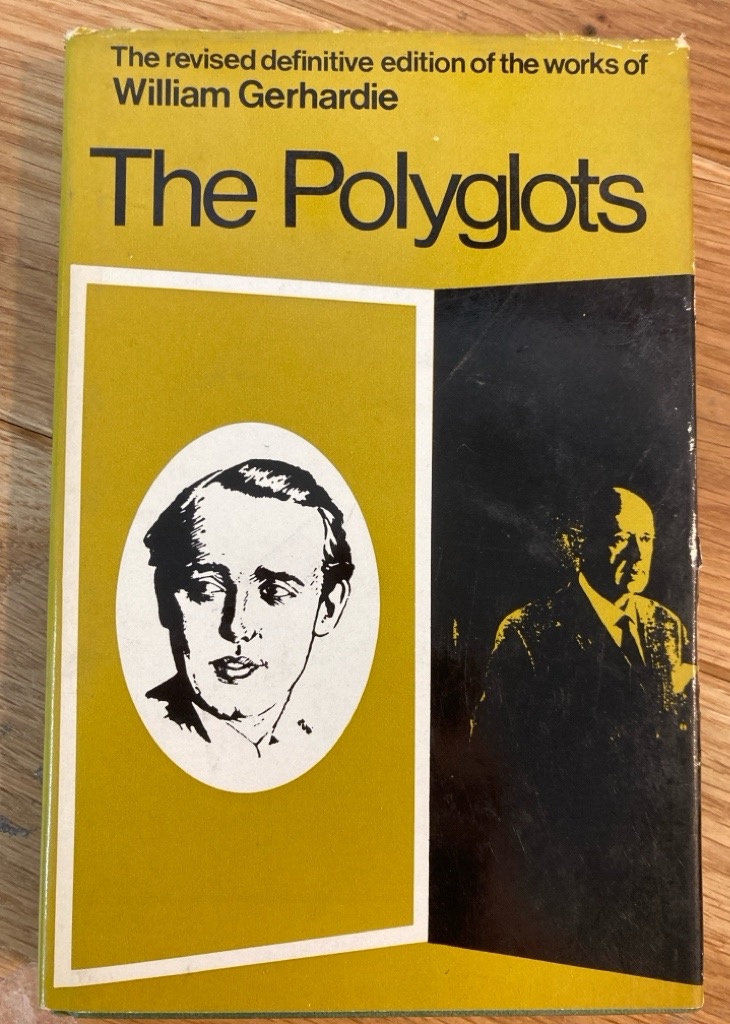 The revised definitive edition of the works of
William Gerhardie
The Polyglots